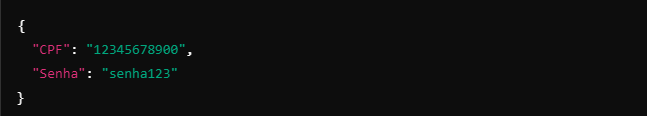 {
"CPF": "12345678900",
"Senha": "senha123"
}